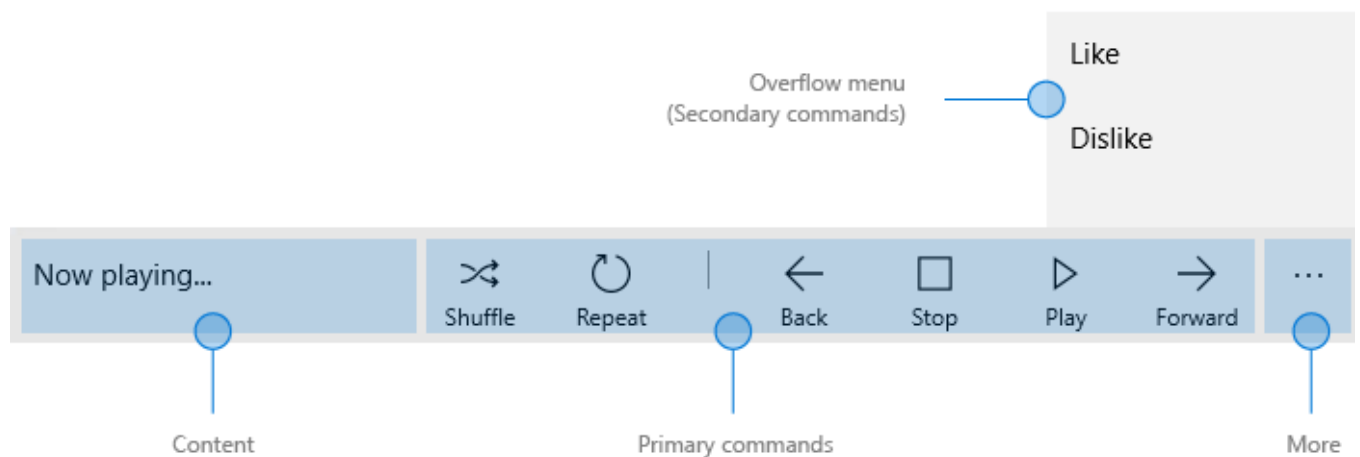 Like
Overflow menu
(Secondary commands)
Dislike
Now playing...
Shuffle
Repeat
Back
Stop
Play
Forward
...
Content
Primary commands
More